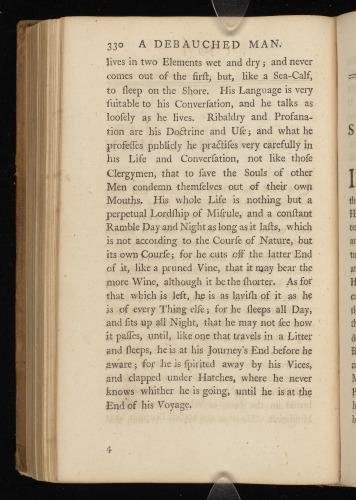 330 A DEBAUCHED MAN.
lives in two Elements wet and dry; and never
comes out of the firſt, but, like a Sea-Calf,
to ſleep on the Shore. His Language is very
ſuitable to his Converſation, and he talks as
looſely as he lives. Ribaldry and Profana-
tion are his Doctrine and Uſe; and what he
profeſſes publicly he practiſes very carefully in
his Life and Converſation, not like thoſe
Clergymen, that to ſave the Souls of other
Men condemn themſelves out of their own
Mouths. His whole Life is nothing but a
perpetual Lordſhip of Miſrule, and a conſtant
Ramble Day and Night as long as it laſts, which
is not according to the Courſe of Nature, but
its own Courſe; for he cuts off the latter End
of it, like a pruned Vine, that it may bear the
more Wine, although it be the ſhorter. As for
that which is left, he is as laviſh of it as he
is of every Thing elſe; for he ſleeps all Day,
and ſits up all Night, that he may not ſee how
it paſſes, until, like one that travels in a Litter
and ſleeps, he is at his Journey's End before he
aware; for he is ſpirited away by his Vices,
and clapped under Hatches, where he never
knows whither he is going, until he is at the
End of his Voyage.
4